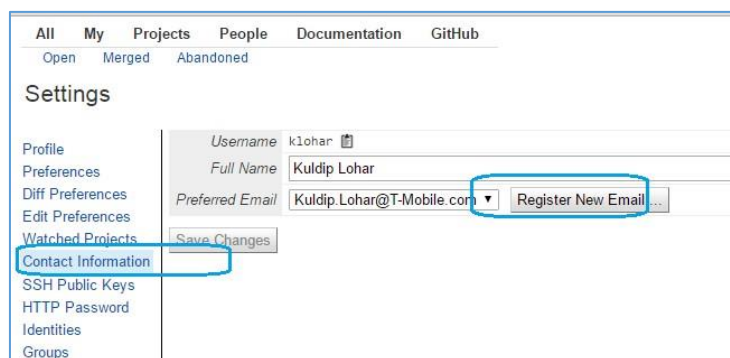 All My Projects People Documentation GitHub
Open Merged Abandoned
Settings
Profile
Preferences
Diff Preferences
Edit Preferences
Watched Projects
Contact Information
SSH Public Keys
HTTP Password
Identities
Groups
Username klohar
Full Name Kuldip Lohar
Preferred Email Kuldip.Lohar@T-Mobile.com Register New Email ...
Save Changes